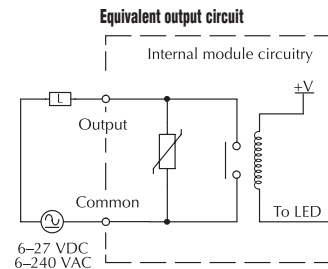 Equivalent output circuit
Internal module circuitry
+V
L
Output
Common
To LED
6–27 VDC
6–240 VAC